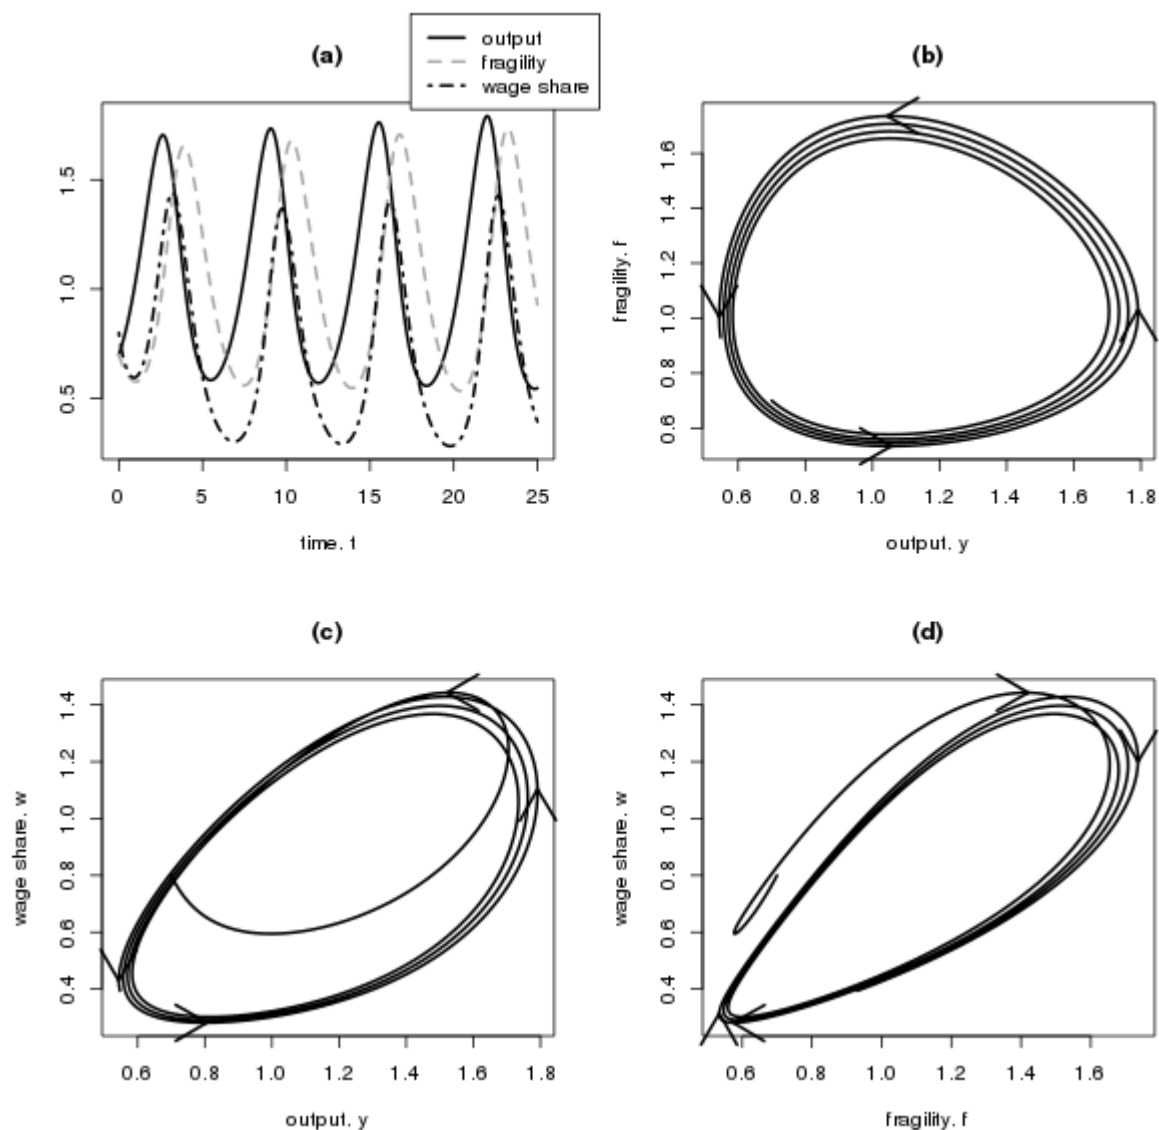 (a)
output
fragility
wage share
0.5 1.0 1.5
0 5 10 15 20 25
time, t
(b)
fragility, f
0.6 0.8 1.0 1.2 1.4 1.6
0.6 0.8 1.0 1.2 1.4 1.6 1.8
output, y
(c)
wage share, w
0.4 0.6 0.8 1.0 1.2 1.4
0.6 0.8 1.0 1.2 1.4 1.6 1.8
output, y
(d)
wage share, w
0.4 0.6 0.8 1.0 1.2 1.4
0.6 0.8 1.0 1.2 1.4 1.6
fragility, f